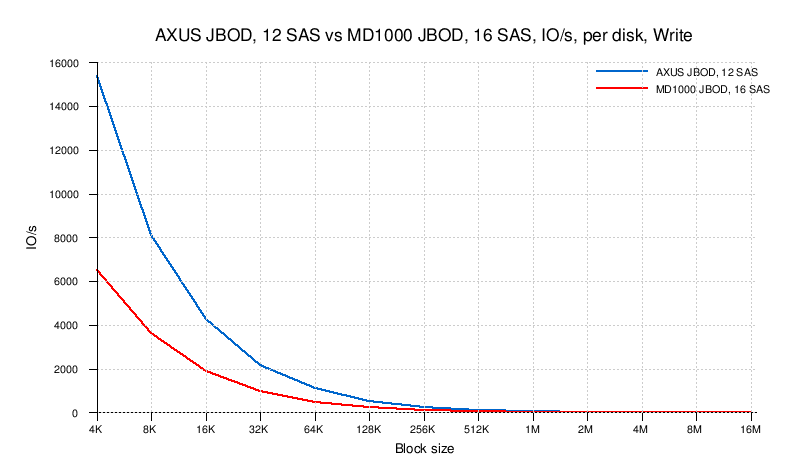 AXUS JBOD, 12 SAS vs MD1000 JBOD, 16 SAS, IO/s, per disk, Write
AXUS JBOD, 12 SAS
MD1000 JBOD, 16 SAS
16000
14000
12000
10000
8000
6000
4000
2000
0
IO/s
4K 8K 16K 32K 64K 128K 256K 512K 1M 2M 4M 8M 16M
Block size